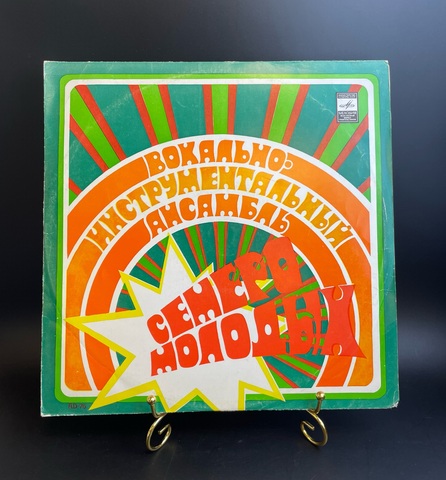 ВОКАЛЬНО-
ИНСТРУМЕНТАЛЬНЫЙ
АНСАМБЛЬ
СЕМЕРО
МОЛОДЫХ